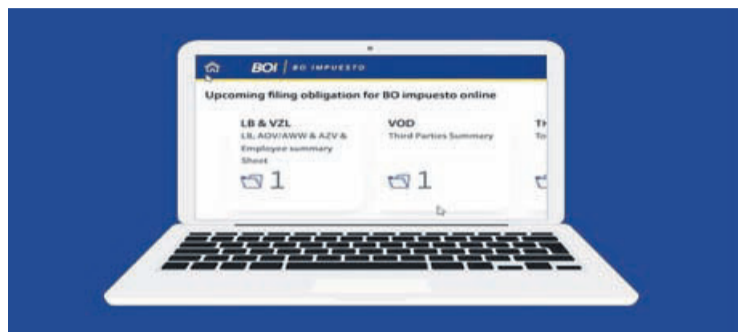 BOI | BO IMPUESTO
Upcoming filing obligation for BO impuesto online
LB & VZL
LB, AOV/AWW & AZV &
Employee summary
Sheet
1
VOD
Third Parties Summary
1